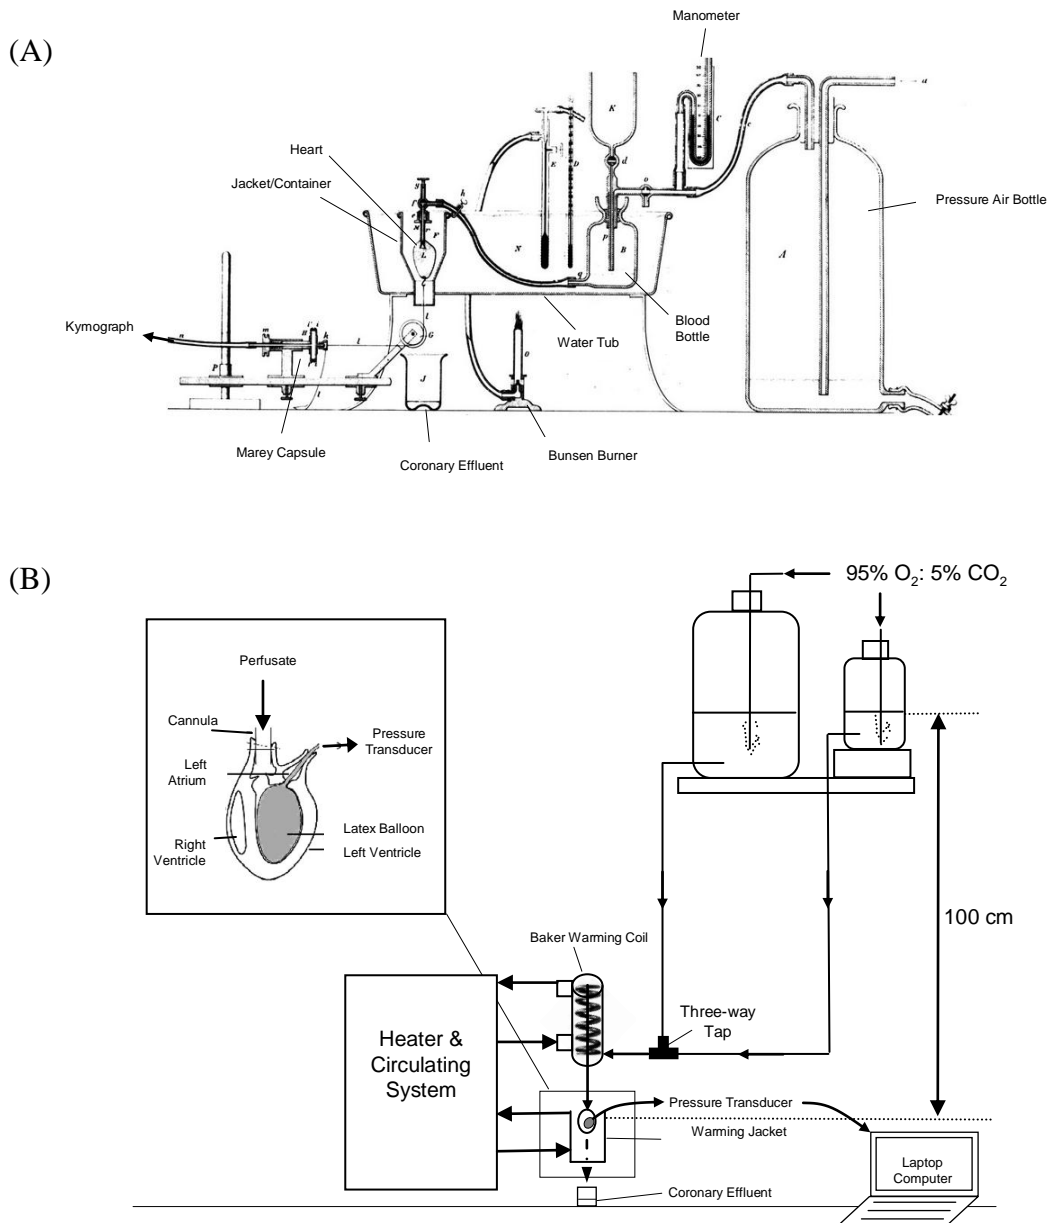 (A)
Manometer
Heart
Jacket/Container
Pressure Air Bottle
K
C
d
a
c
E
D
o
h
g
f
e
F
r
L
N
p
B
q
A
Kymograph
n
m
H
i
k
l
G
l
O
P
J
l
Blood
Bottle
Water Tub
Marey Capsule
Coronary Effluent
Bunsen Burner
(B)
95% O₂: 5% CO₂
Perfusate
Cannula
Pressure
Transducer
Left
Atrium
Latex Balloon
Right
Ventricle
Left Ventricle
100 cm
Baker Warming Coil
Three-way
Tap
Heater &
Circulating
System
Pressure Transducer
Warming Jacket
Laptop
Computer
Coronary Effluent